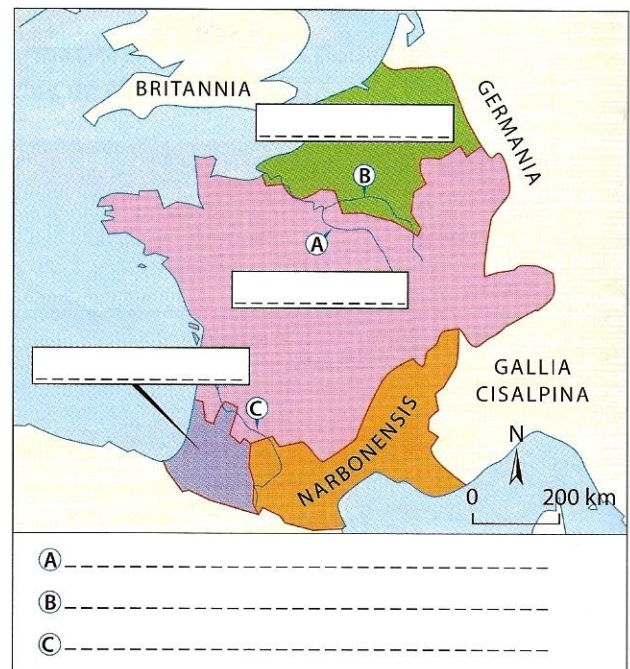 BRITANNIA
GERMANIA
B
A
GALLIA
CISALPINA
C
NARBONENSIS
N
0 200 km
A
B
C